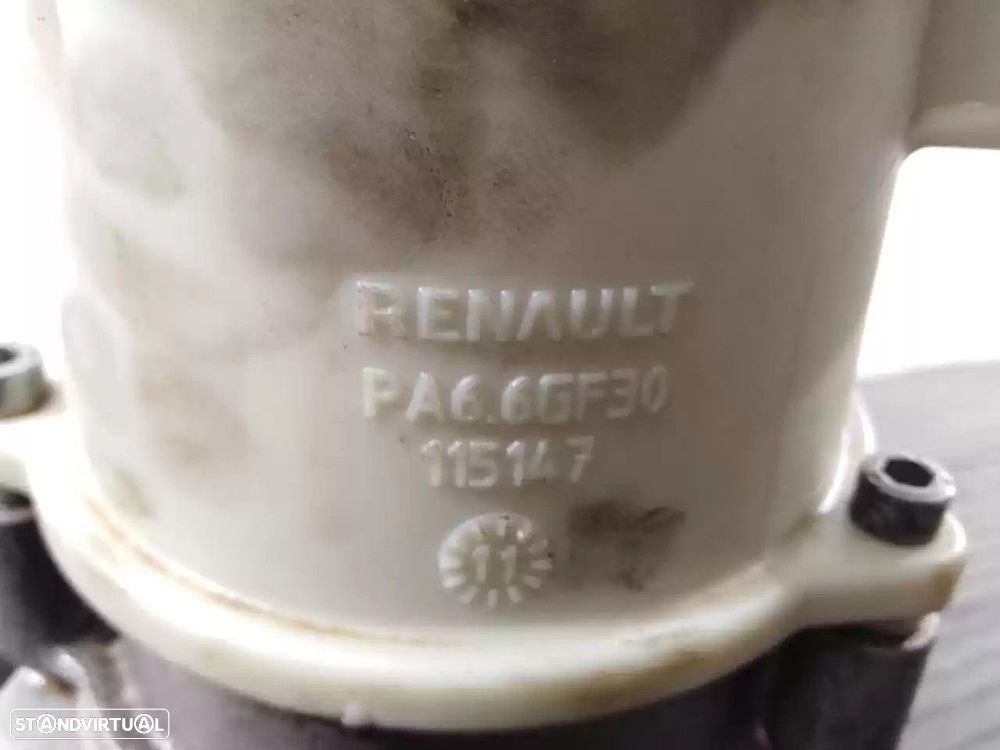 RENAULT
PA6.6GF30
115147
11
STANDVIRTUAL